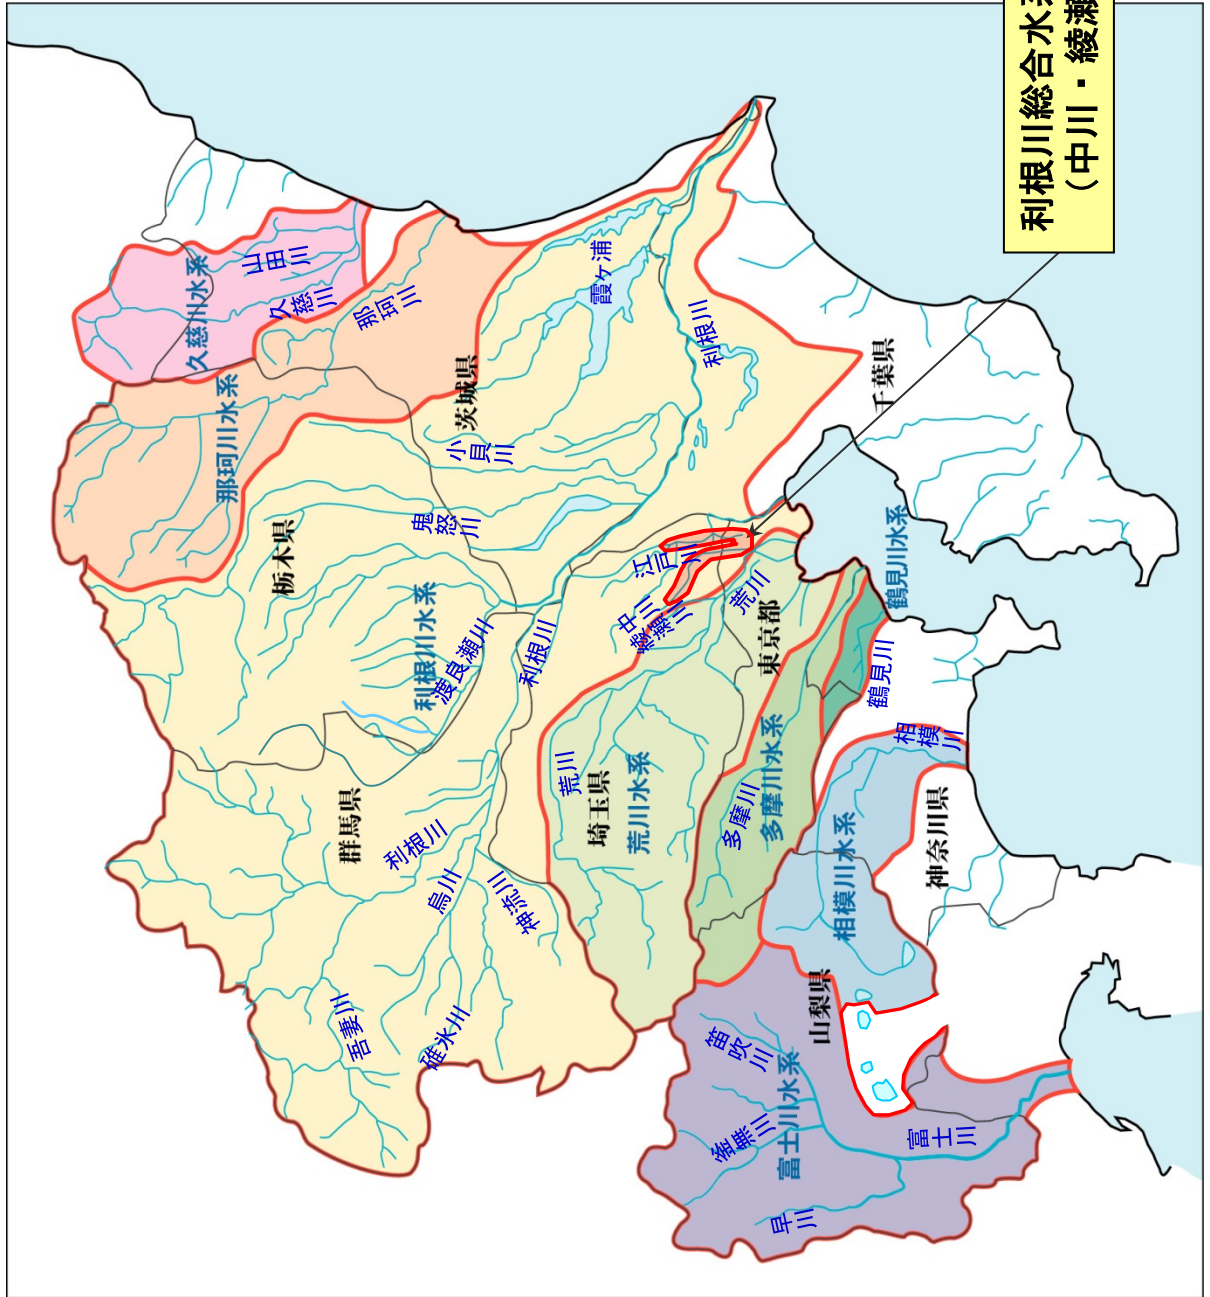 利根川総合水系
(中川・綾瀬
久慈川水系
山田川
久慈川
那珂川
那珂川水系
茨城県
霞ヶ浦
利根川
千葉県
小貝川
鬼怒川
栃木県
利根川水系
渡良瀬川
利根川
江戸川
中川
綾瀬川
荒川
東京都
鶴見川水系
鶴見川
相模川
群馬県
利根川
烏川
神流川
荒川
埼玉県
荒川水系
多摩川
多摩川水系
相模川水系
神奈川県
吾妻川
碓氷川
山梨県
笛吹川
富士川水系
釜無川
富士川
早川